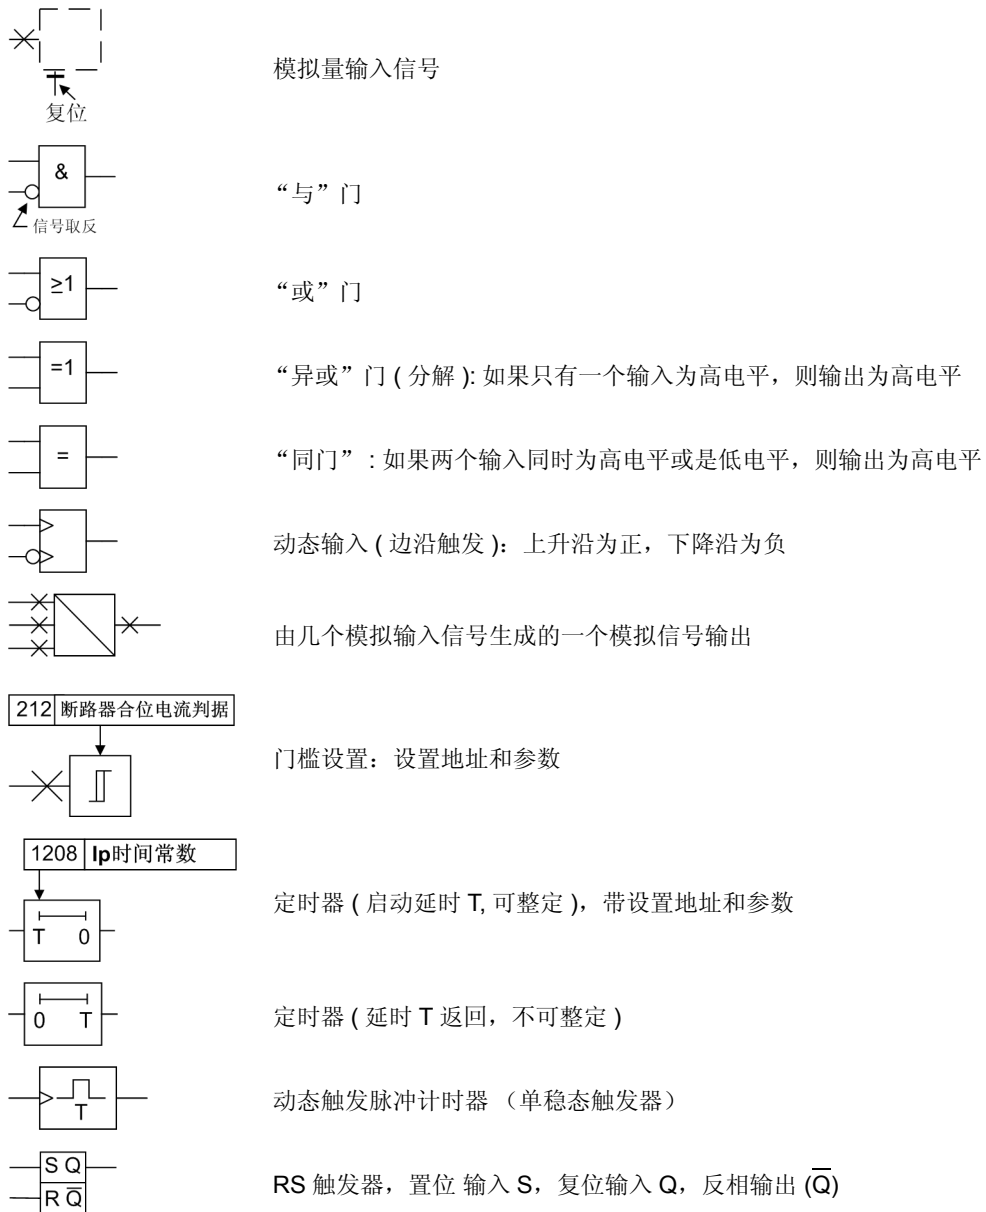 模拟量输入信号
复位
&
“与”门
信号取反
≥1
“或”门
=1
“异或”门 ( 分解 ): 如果只有一个输入为高电平，则输出为高电平
=
“同门” : 如果两个输入同时为高电平或是低电平，则输出为高电平
动态输入 ( 边沿触发 )：上升沿为正，下降沿为负
由几个模拟输入信号生成的一个模拟信号输出
212 断路器合位电流判据
门槛设置：设置地址和参数
1208 Ip时间常数
定时器 ( 启动延时 T, 可整定 )，带设置地址和参数
T 0
定时器 ( 延时 T 返回，不可整定 )
0 T
动态触发脉冲计时器 （单稳态触发器）
T
S Q
RS 触发器，置位 输入 S，复位输入 Q，反相输出 (Q̅)
R Q̅